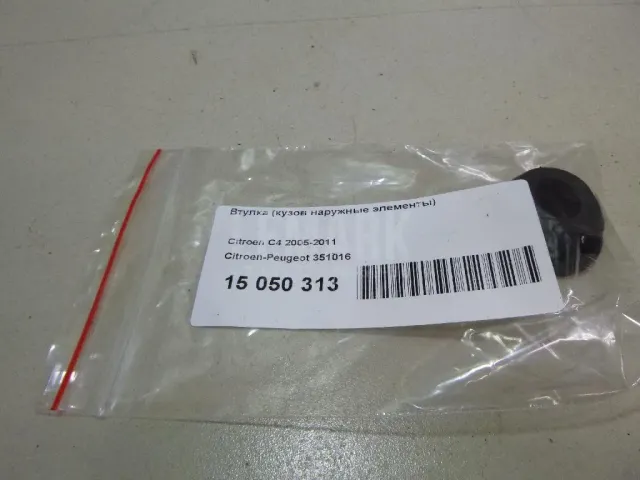 Втулка (кузов наружные элементы)
Citroen C4 2005-2011
Citroen-Peugeot 351016
15 050 313